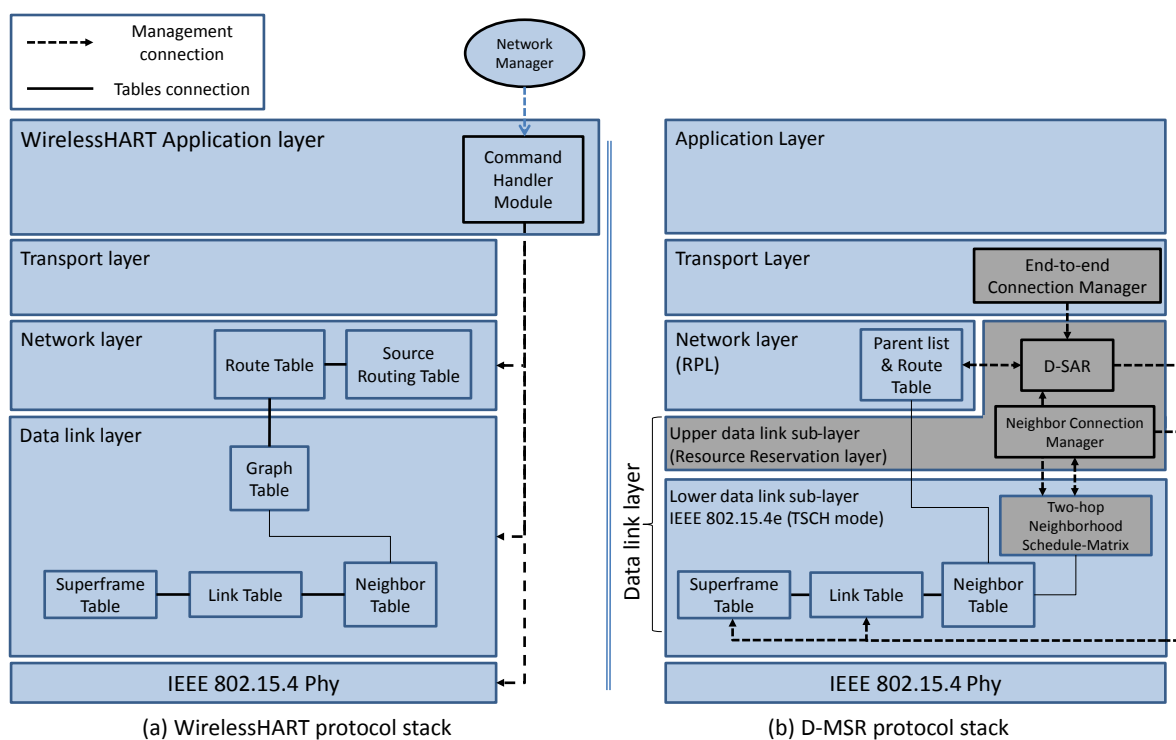 Management
connection
Tables connection
Network
Manager
WirelessHART Application layer
Command
Handler
Module
Transport layer
Network layer
Route Table
Source
Routing Table
Data link layer
Graph
Table
Superframe
Table
Link Table
Neighbor
Table
IEEE 802.15.4 Phy
(a) WirelessHART protocol stack
Application Layer
Transport Layer
End-to-end
Connection Manager
Network layer
(RPL)
Parent list
& Route
Table
D-SAR
Neighbor Connection
Manager
Upper data link sub-layer
(Resource Reservation layer)
Data link layer
Lower data link sub-layer
IEEE 802.15.4e (TSCH mode)
Two-hop
Neighborhood
Schedule-Matrix
Superframe
Table
Link Table
Neighbor
Table
IEEE 802.15.4 Phy
(b) D-MSR protocol stack